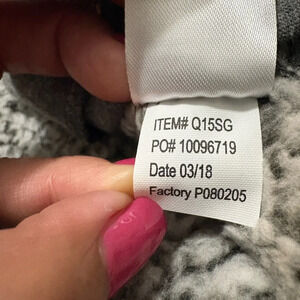 ITEM# Q15SG
PO# 10096719
Date 03/18
Factory P080205